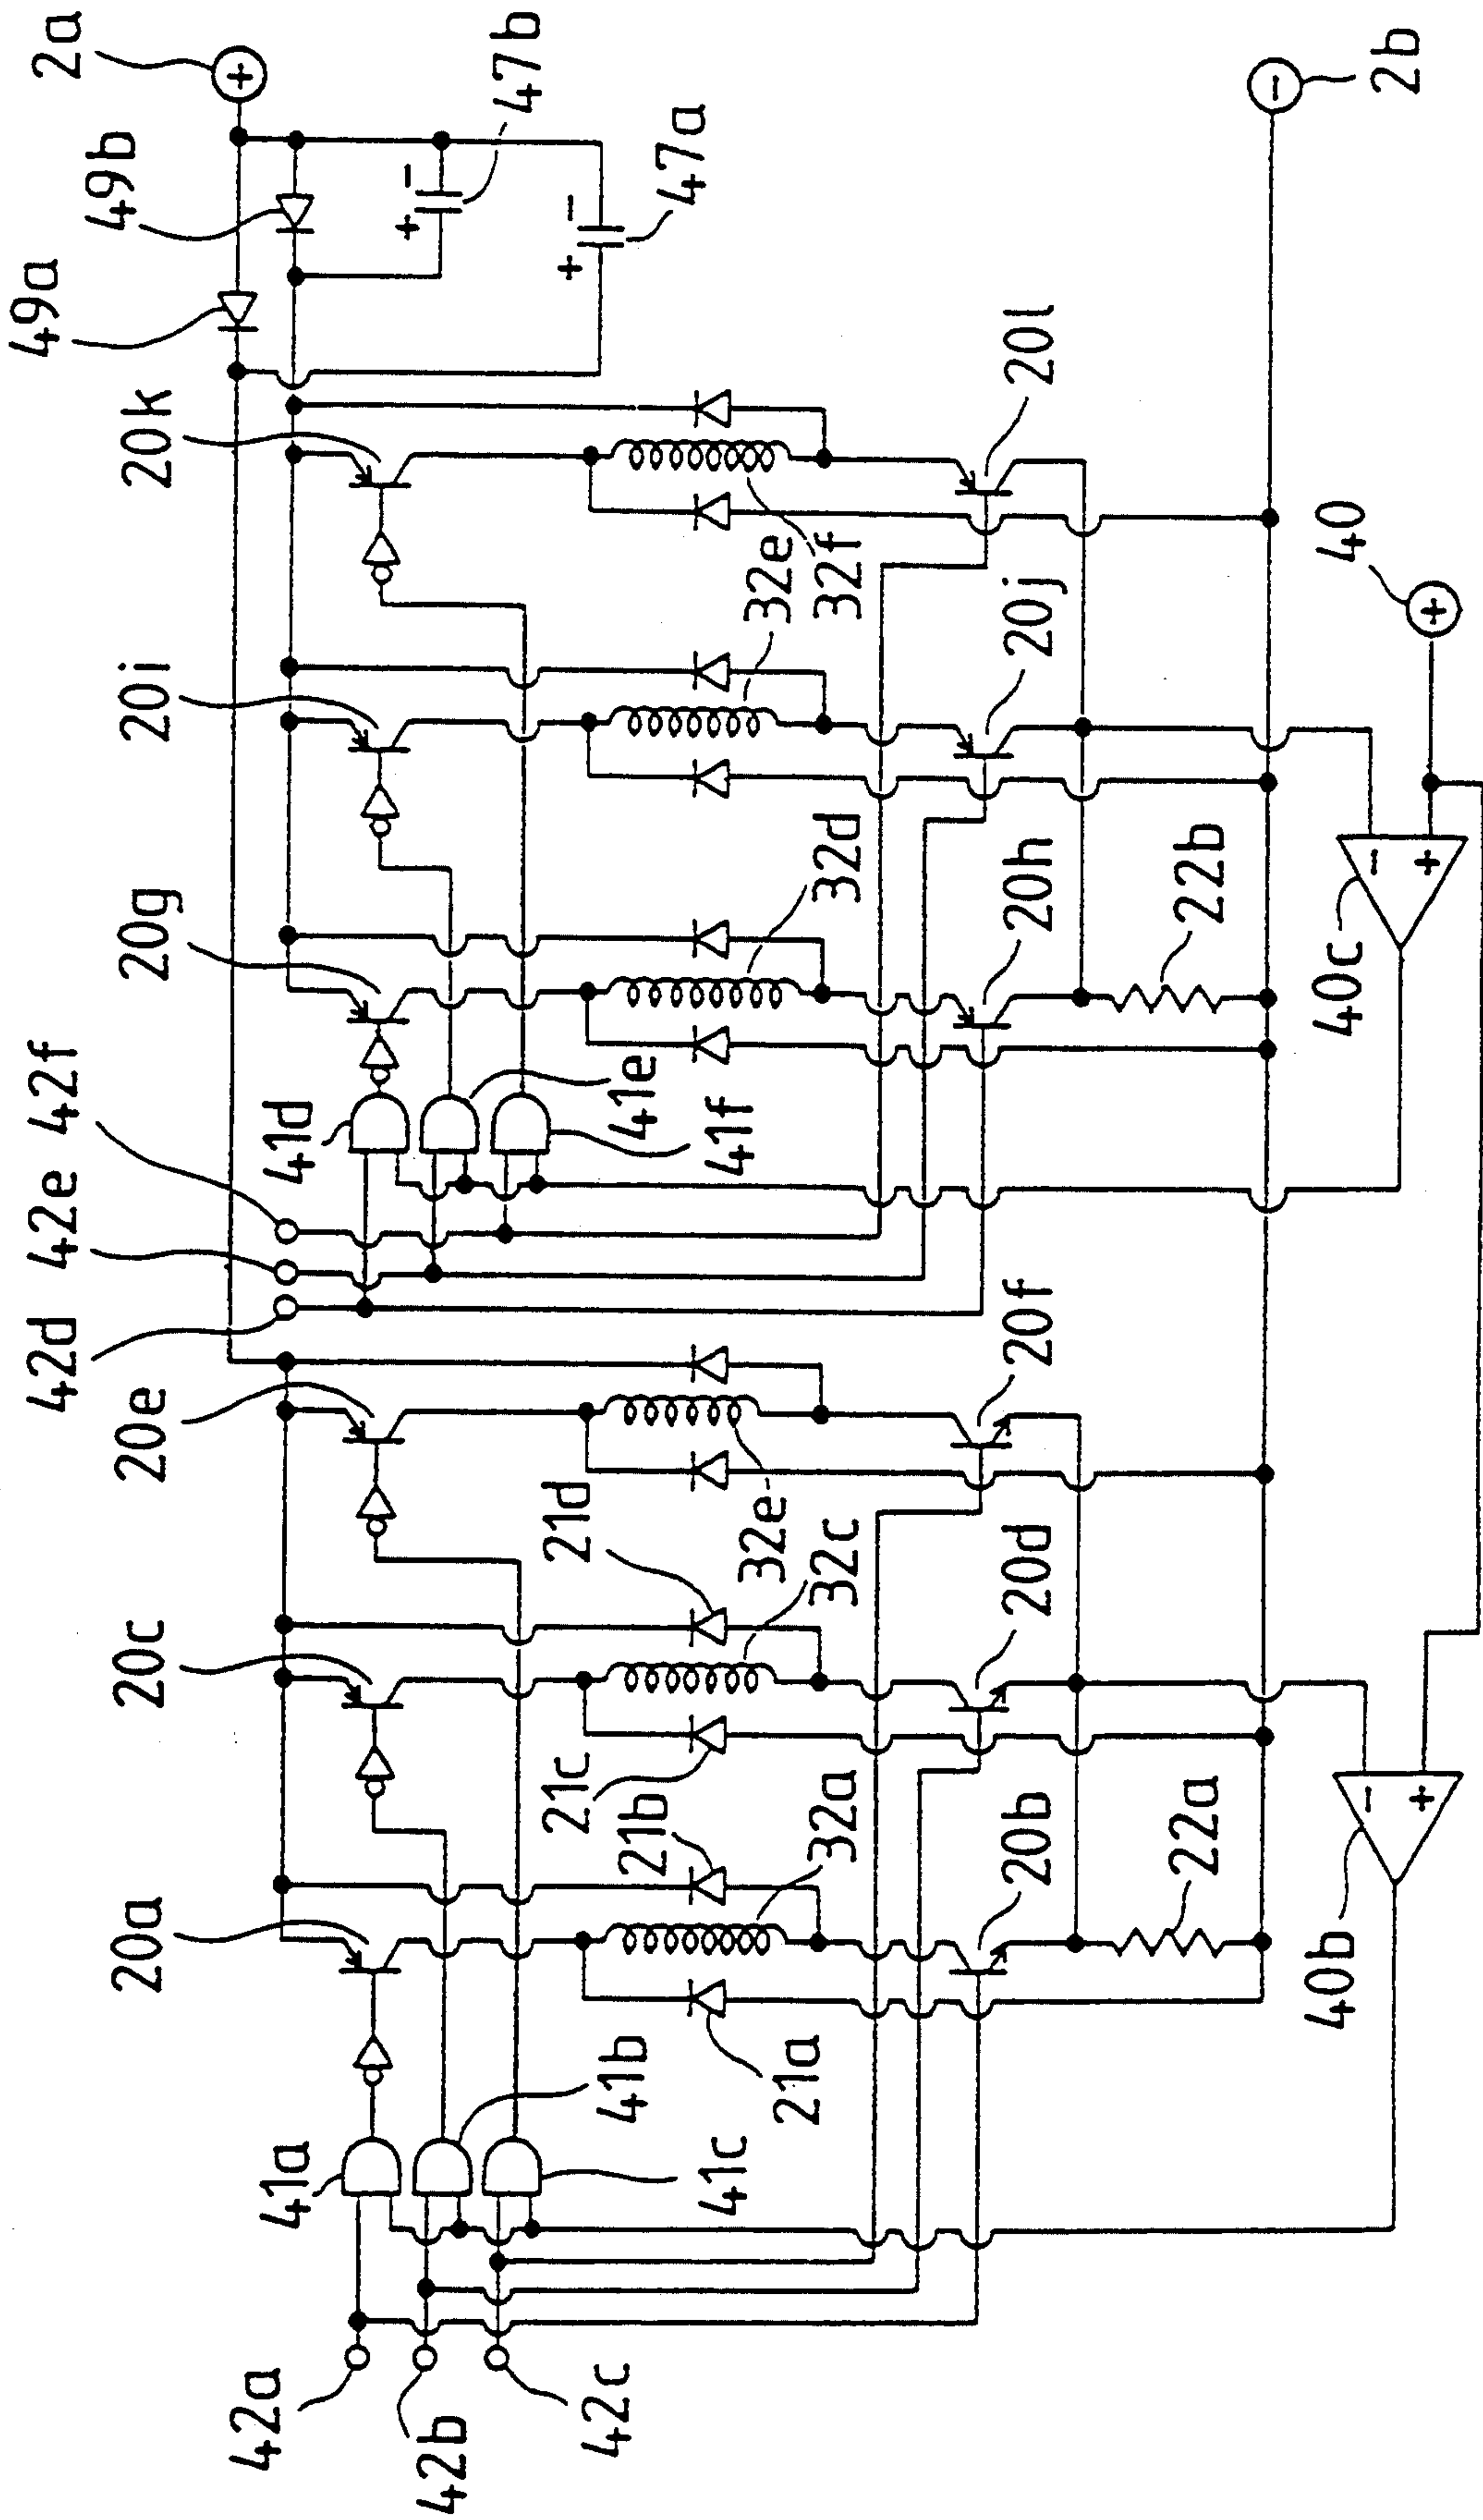 2a
49b
49a
47b
47a
2b
20k
20l
40
20i
32e
32f
20j
20g
32d
20h
22b
40c
42f
42e
42d
41d
41e
41f
20e
20f
21d
32e
32c
20c
20d
21c
21b
32a
20a
20b
22a
40b
21a
41a
41b
41c
42a
42b
42c
+
−
+ −
+ −
+
− +
− +